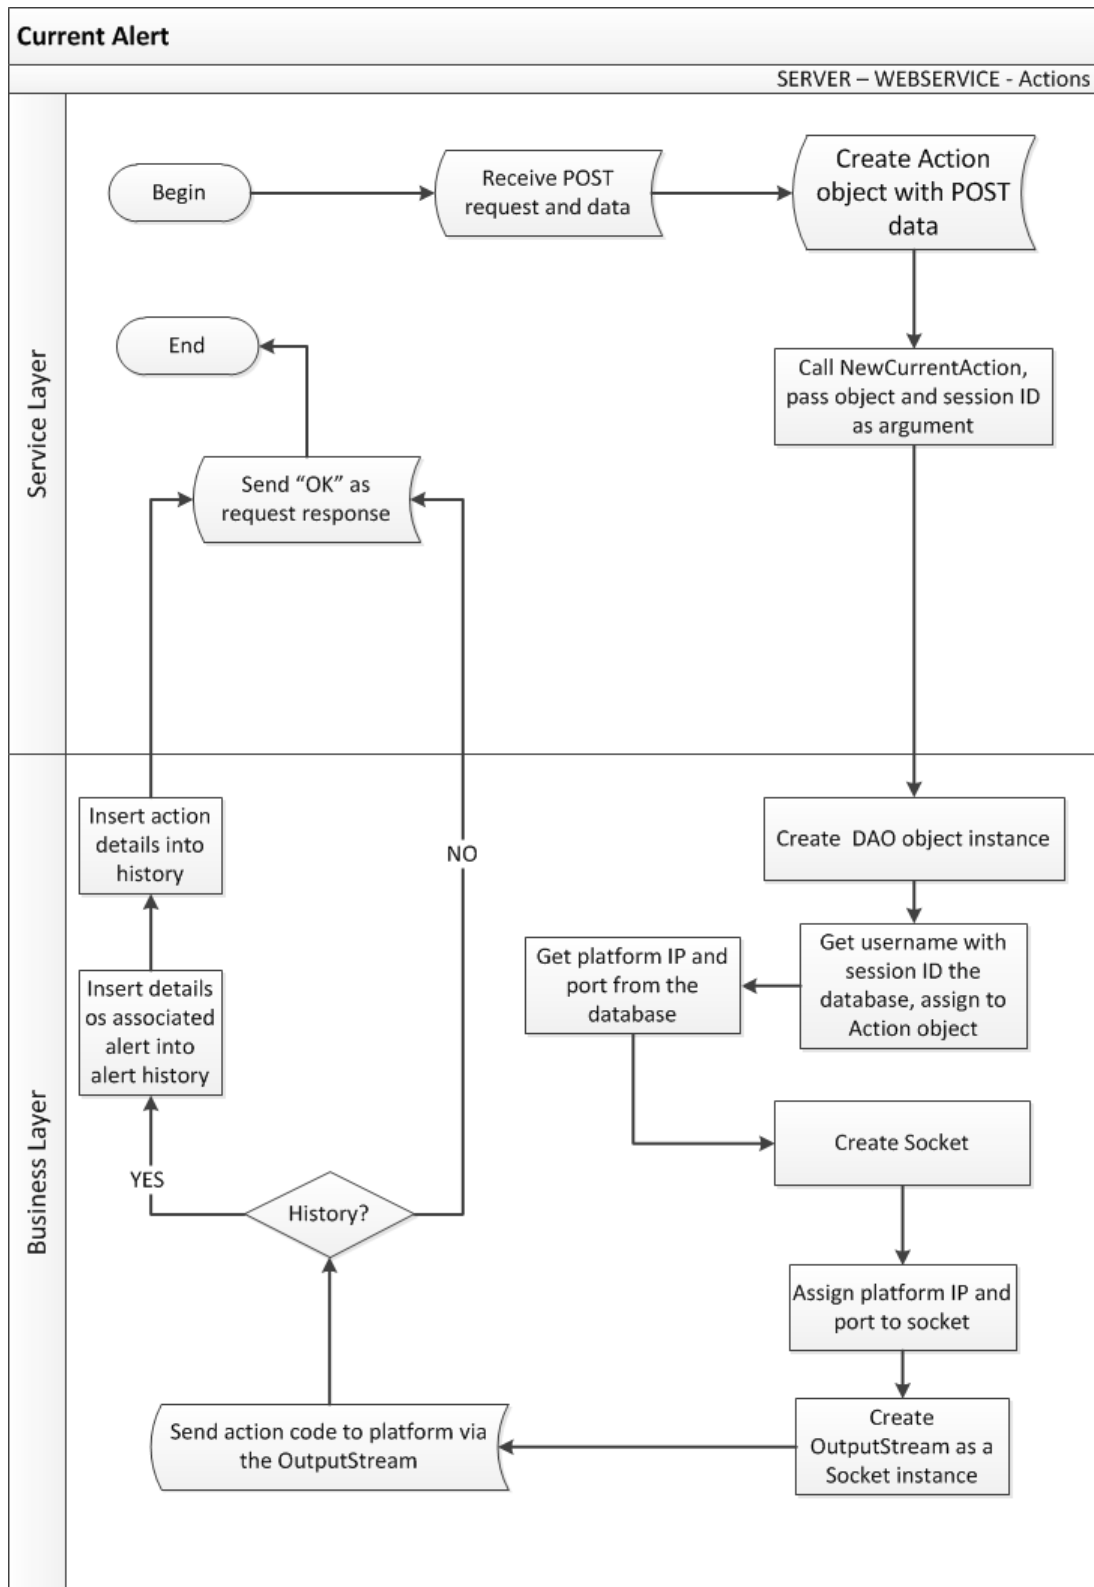 Current Alert
SERVER – WEBSERVICE - Actions
Service Layer
Begin
Receive POST
request and data
Create Action
object with POST
data
End
Call NewCurrentAction,
pass object and session ID
as argument
Send “OK” as
request response
Business Layer
Insert action
details into
history
NO
Create  DAO object instance
Get platform IP and
port from the
database
Get username with
session ID the
database, assign to
Action object
Insert details
os associated
alert into
alert history
Create Socket
YES
History?
Assign platform IP and
port to socket
Send action code to platform via
the OutputStream
Create
OutputStream as a
Socket instance